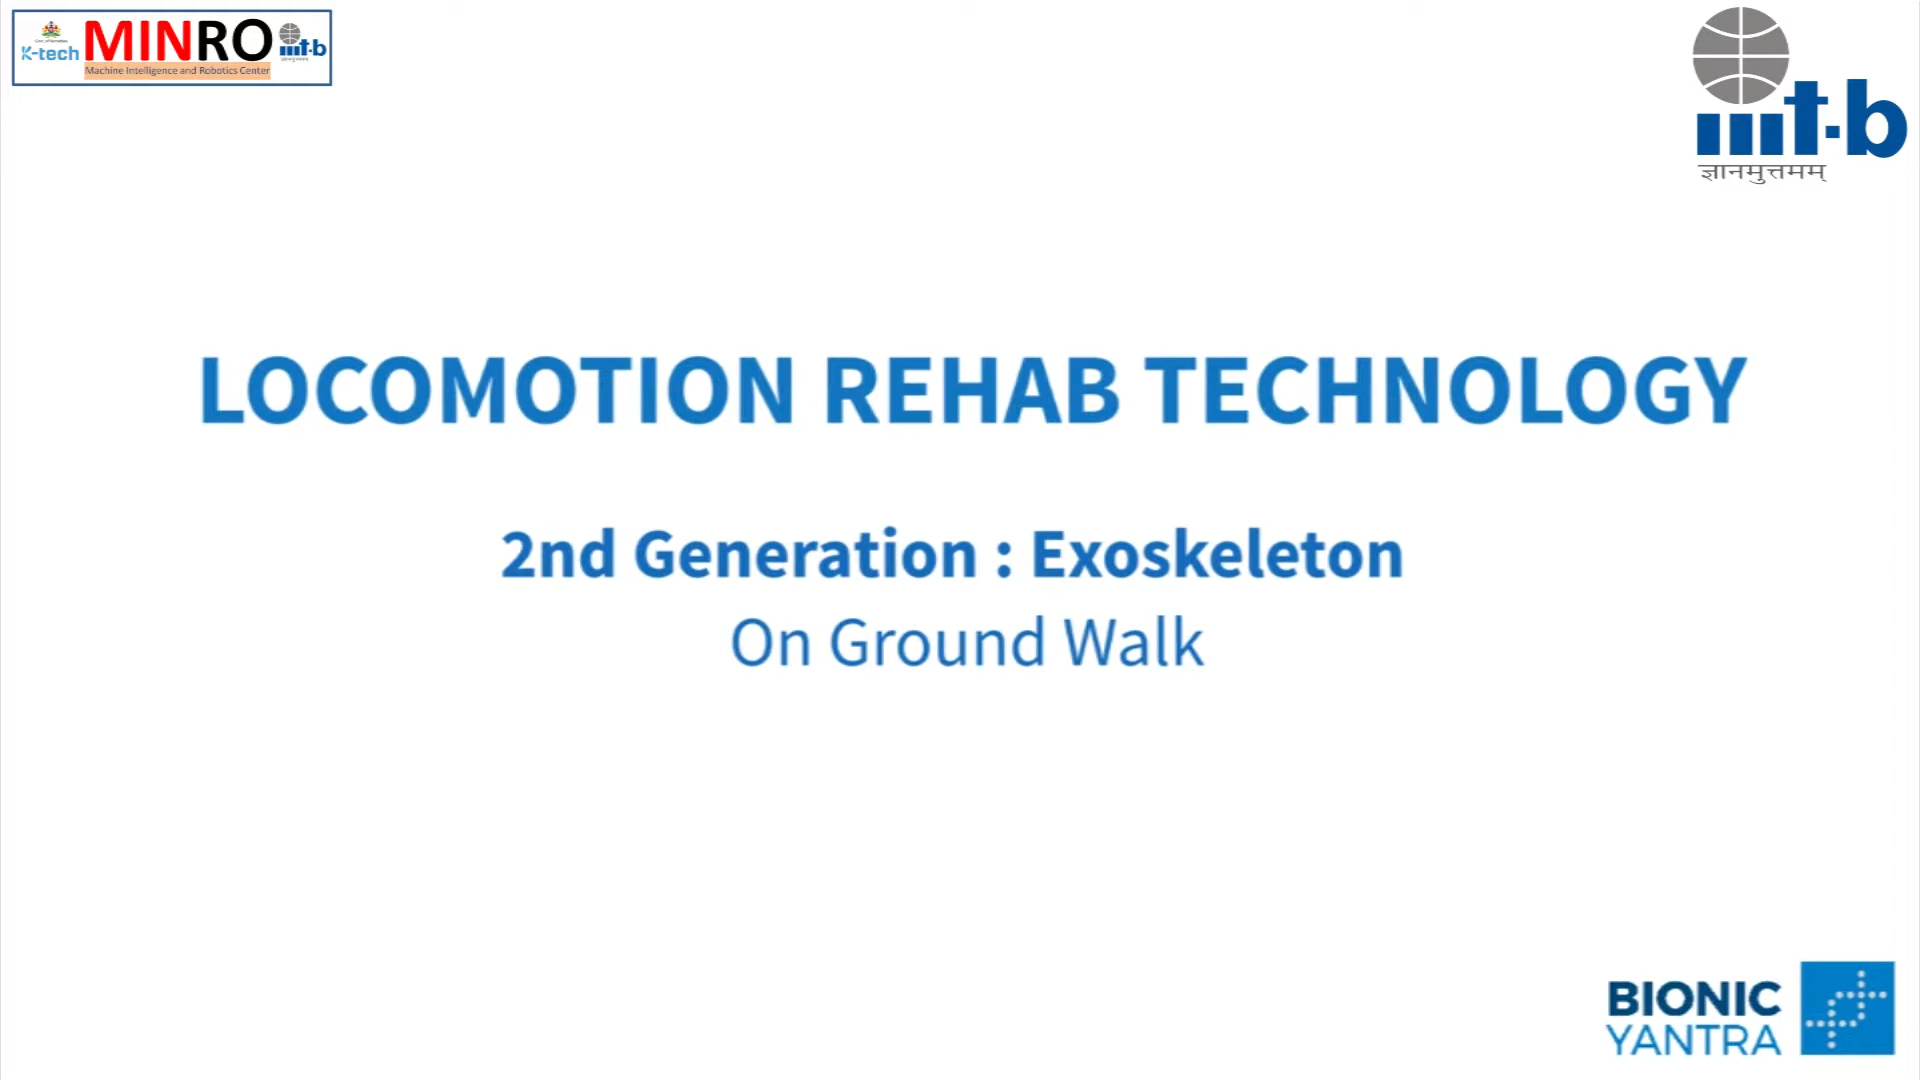 K-tech MINRO iiit-b
Machine Intelligence and Robotics Center
iiit-b
ज्ञानमुत्तमम्
LOCOMOTION REHAB TECHNOLOGY
2nd Generation : Exoskeleton
On Ground Walk
BIONIC
YANTRA